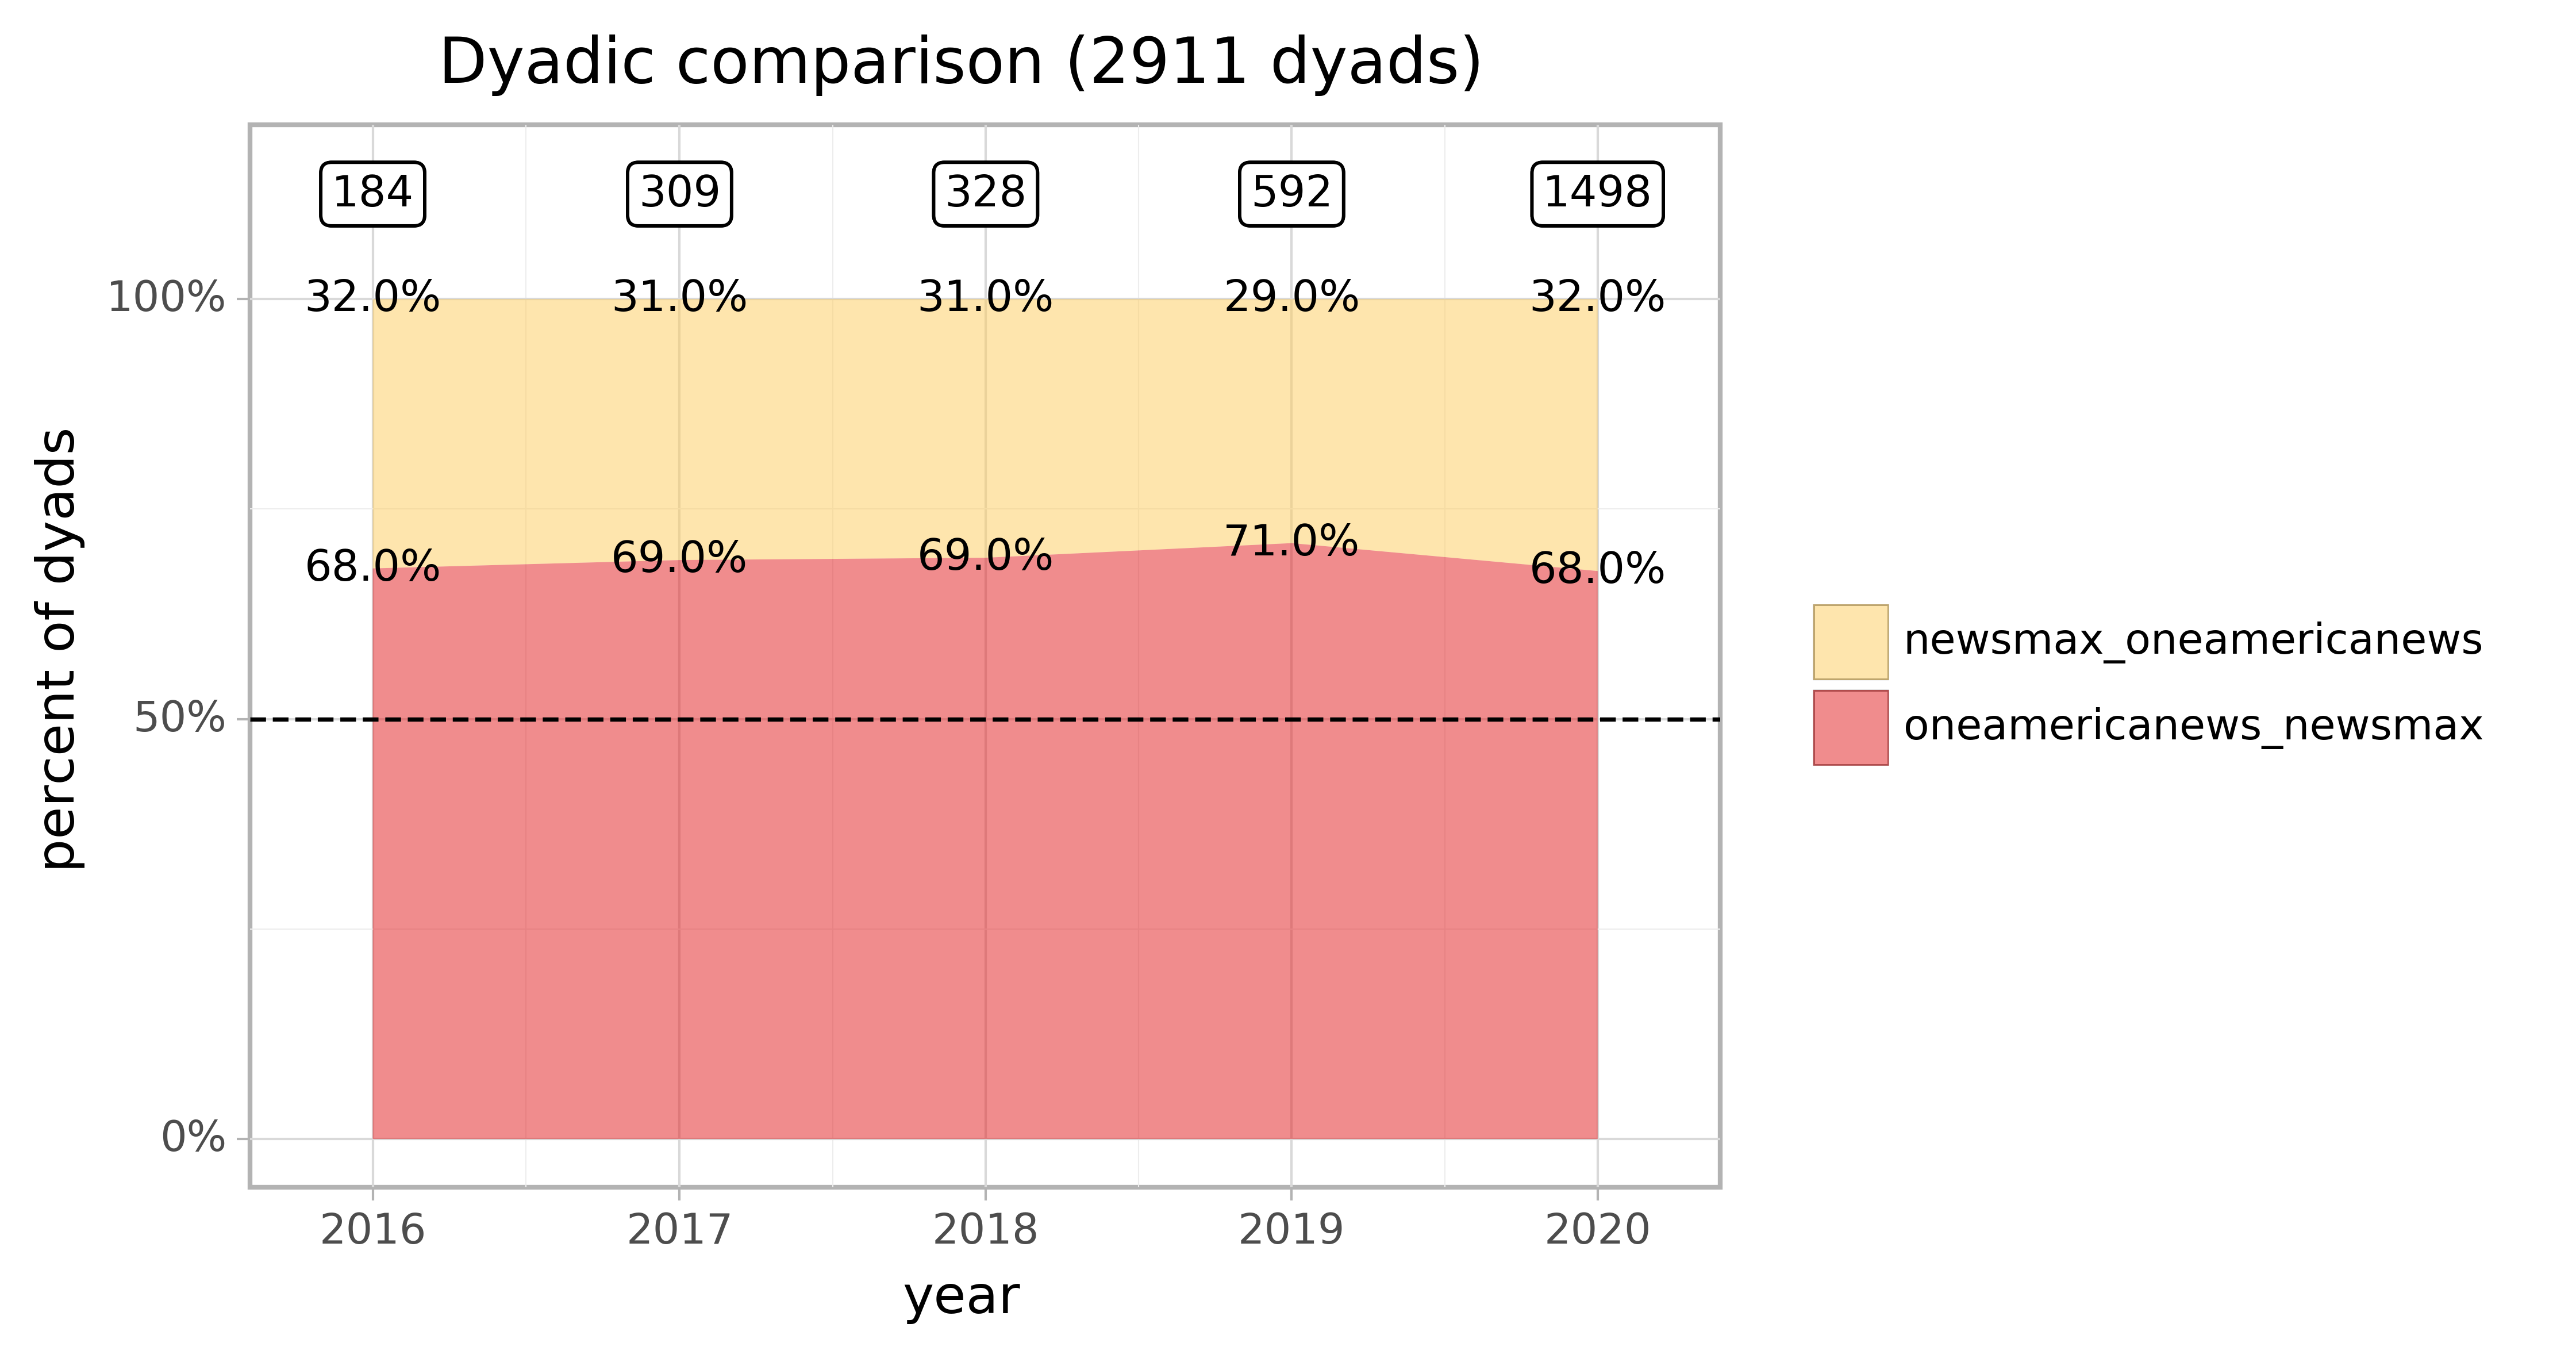 Dyadic comparison (2911 dyads)
184 309 328 592 1498
100% 32.0% 31.0% 31.0% 29.0% 32.0%
68.0% 69.0% 69.0% 71.0% 68.0%
50%
0%
2016 2017 2018 2019 2020
year
percent of dyads
newsmax_oneamericanews
oneamericanews_newsmax